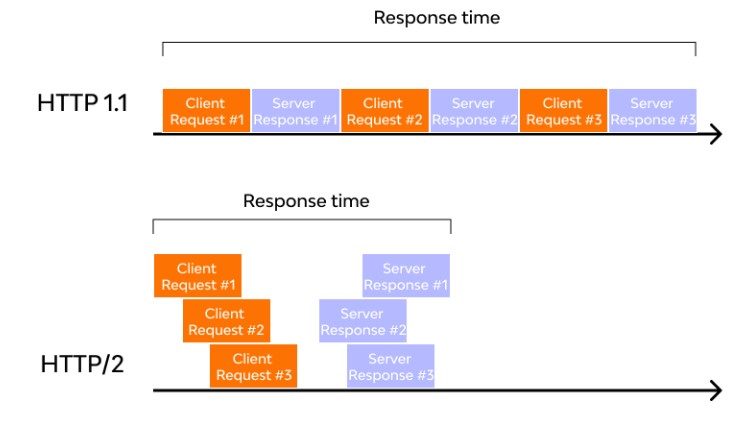 Response time
HTTP 1.1
Client
Request #1
Server
Response #1
Client
Request #2
Server
Response #2
Client
Request #3
Server
Response #3
Response time
Client
Request #1
Server
Response #1
Client
Request #2
Server
Response #2
HTTP/2
Client
Request #3
Server
Response #3